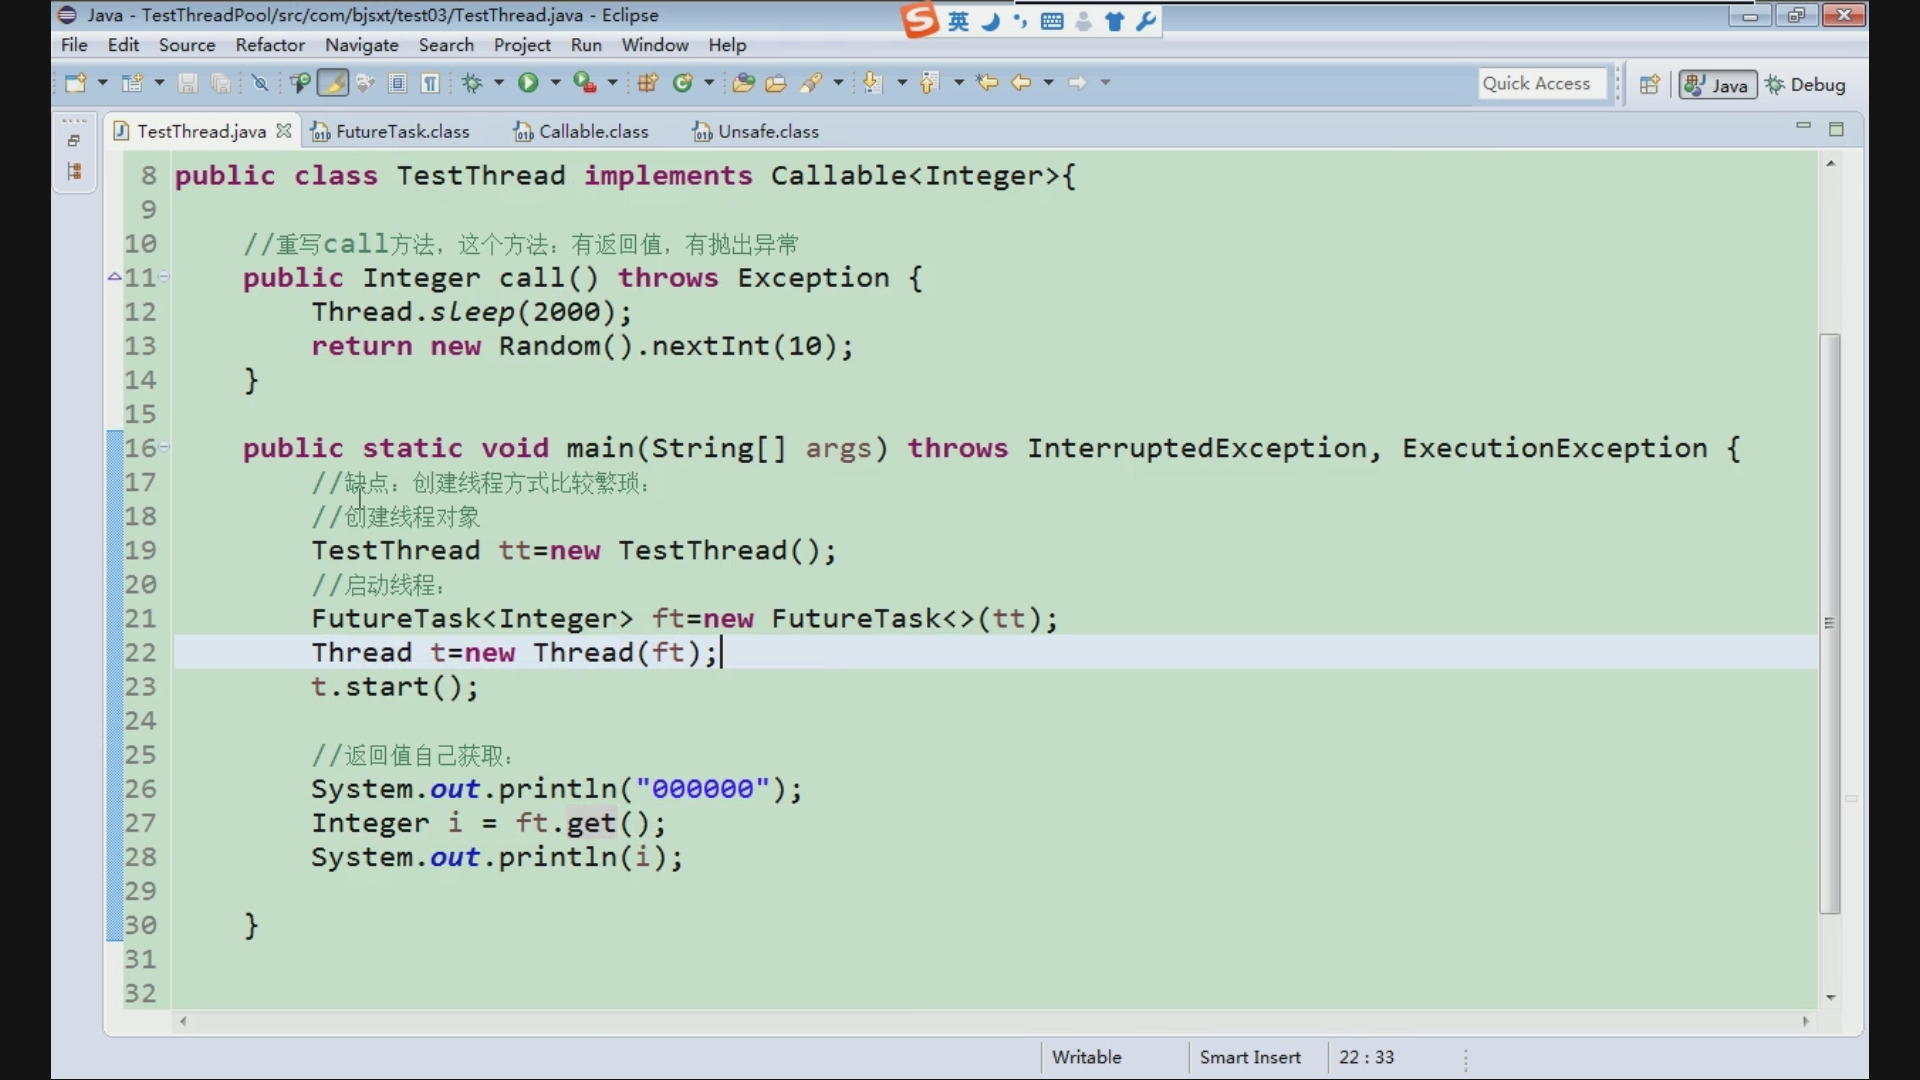 Java - TestThreadPool/src/com/bjsxt/test03/TestThread.java - Eclipse
英
File Edit Source Refactor Navigate Search Project Run Window Help
Quick Access Java Debug
TestThread.java FutureTask.class Callable.class Unsafe.class
8 public class TestThread implements Callable<Integer>{
9
10 //重写call方法，这个方法：有返回值，有抛出异常
11 public Integer call() throws Exception {
12 Thread.sleep(2000);
13 return new Random().nextInt(10);
14 }
15
16 public static void main(String[] args) throws InterruptedException, ExecutionException {
17 //缺点：创建线程方式比较繁琐：
18 //创建线程对象
19 TestThread tt=new TestThread();
20 //启动线程：
21 FutureTask<Integer> ft=new FutureTask<>(tt);
22 Thread t=new Thread(ft);
23 t.start();
24
25 //返回值自己获取：
26 System.out.println("000000");
27 Integer i = ft.get();
28 System.out.println(i);
29
30 }
31
32
Writable Smart Insert 22 : 33